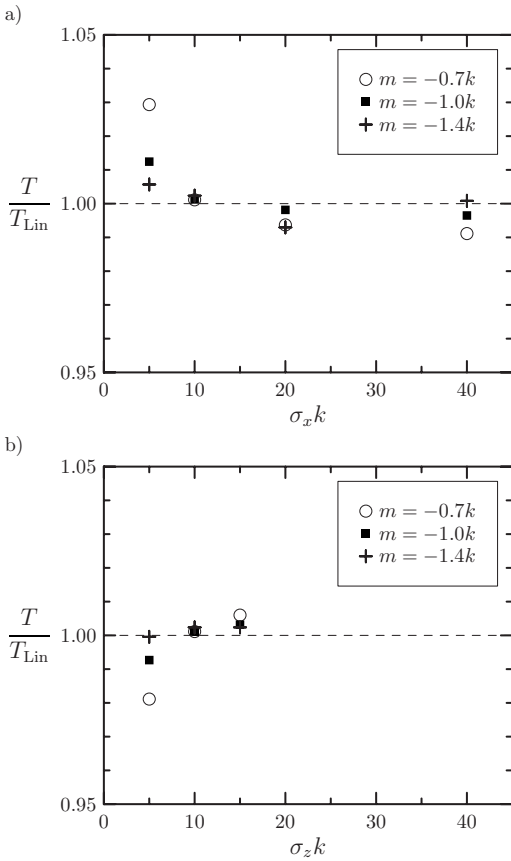 a)
1.05
m = −0.7k
m = −1.0k
m = −1.4k
T
T_Lin
1.00
0.95
0 10 20 30 40
σ_x k
b)
1.05
m = −0.7k
m = −1.0k
m = −1.4k
T
T_Lin
1.00
0.95
0 10 20 30 40
σ_z k